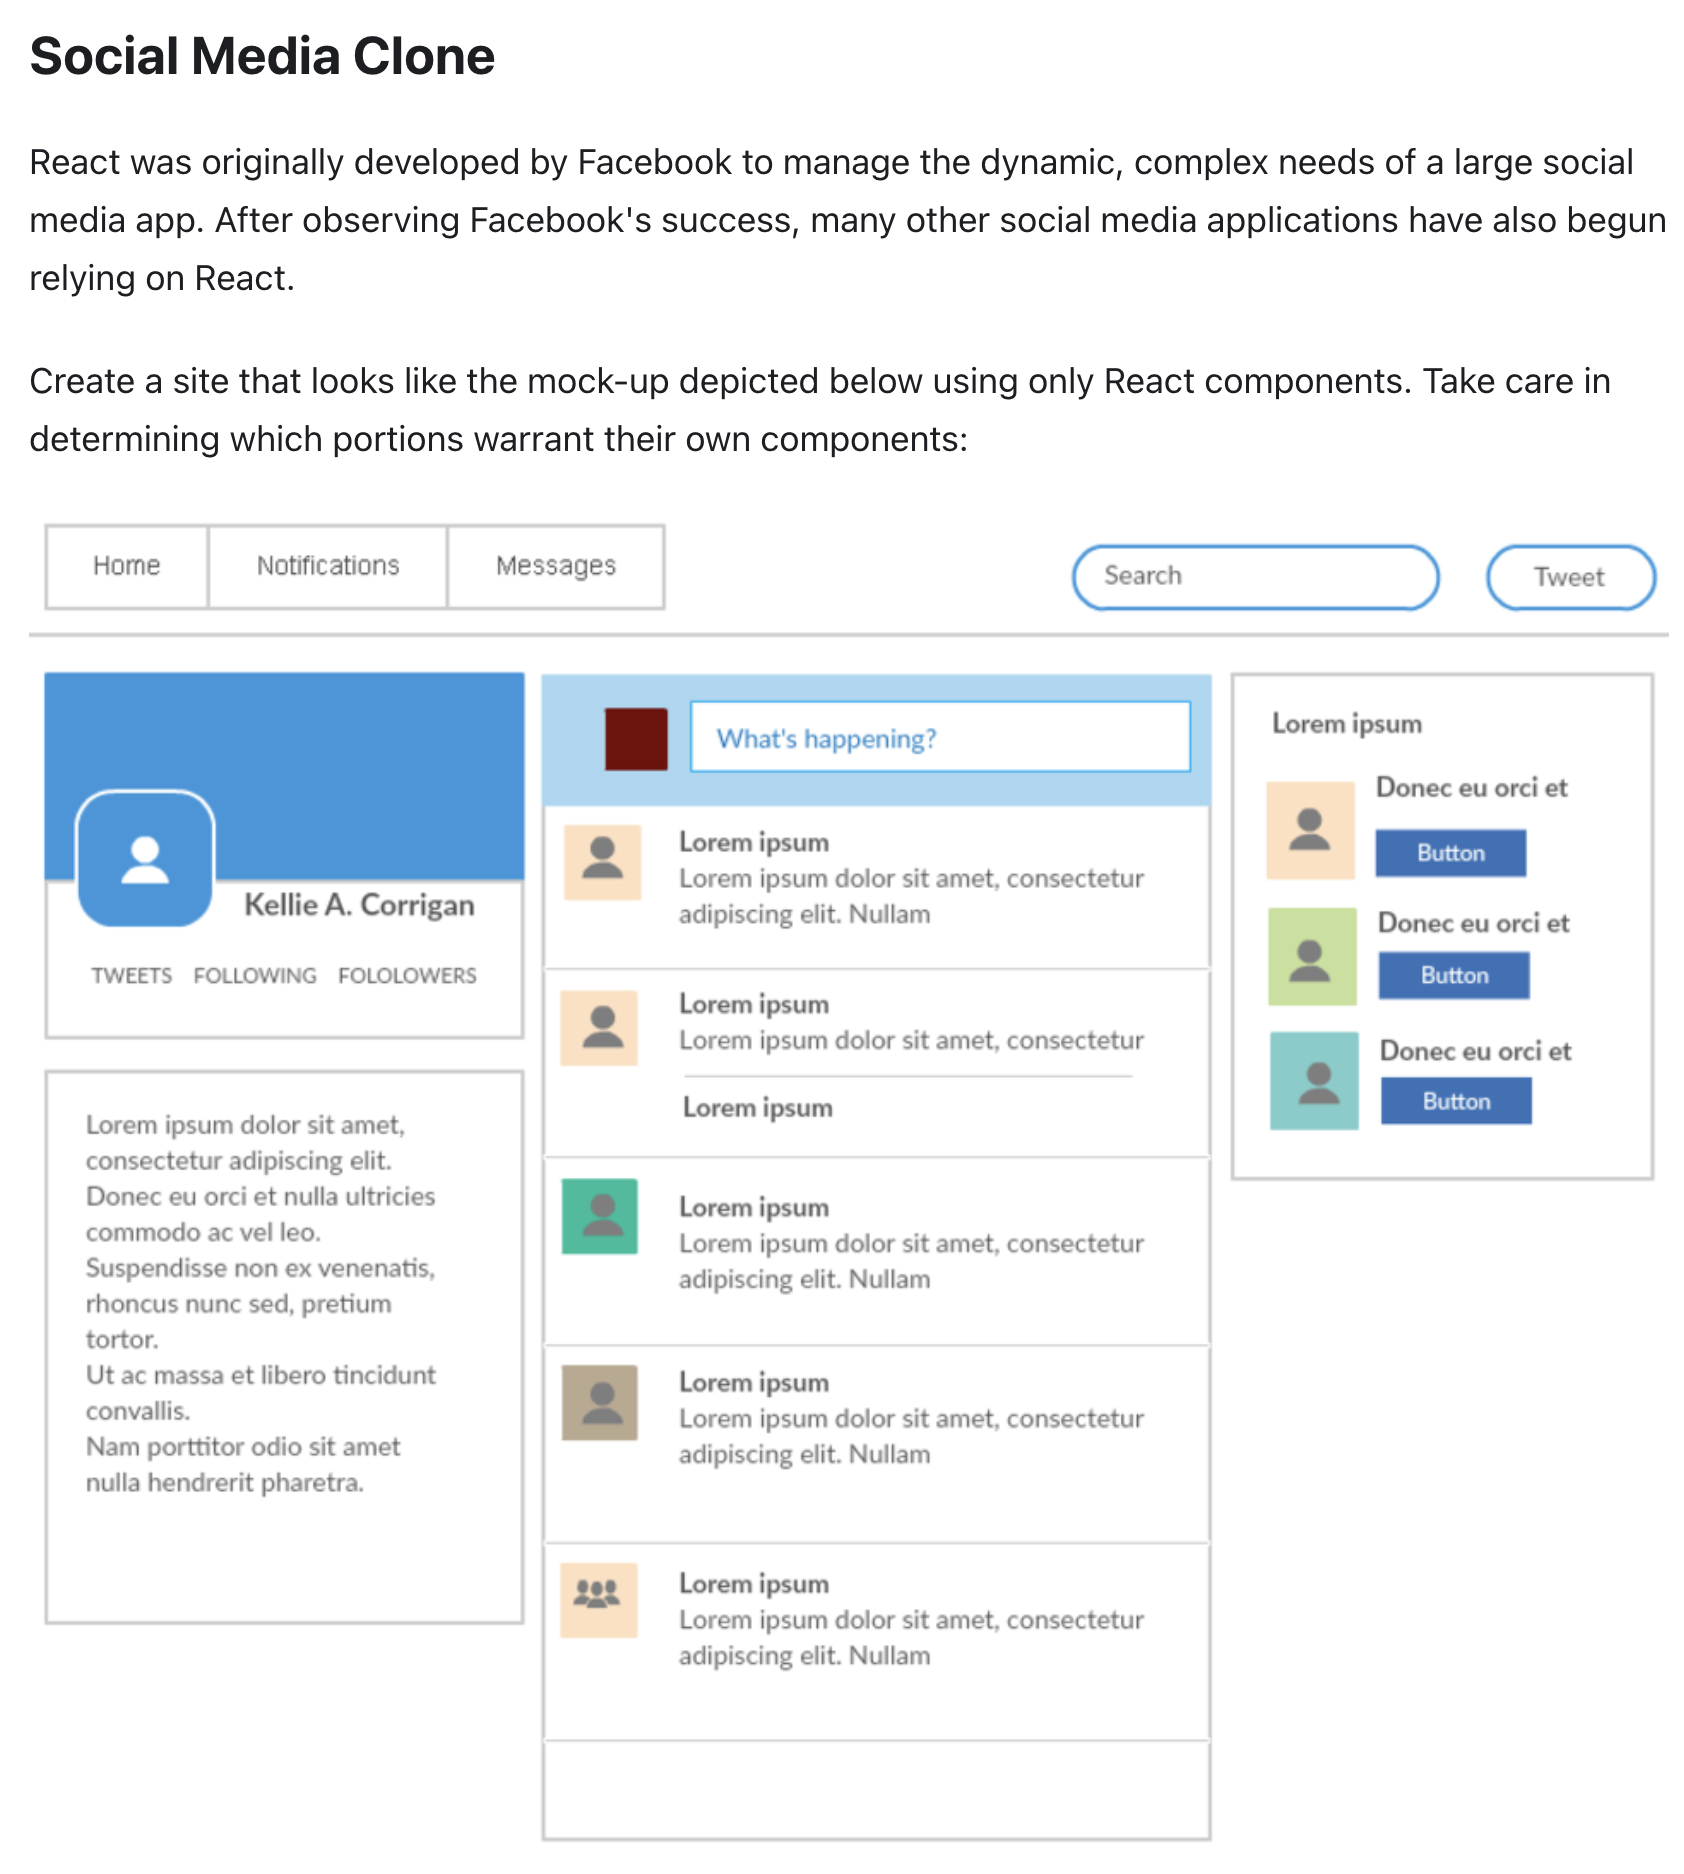 Social Media Clone
React was originally developed by Facebook to manage the dynamic, complex needs of a large social
media app. After observing Facebook's success, many other social media applications have also begun
relying on React.
Create a site that looks like the mock-up depicted below using only React components. Take care in
determining which portions warrant their own components:
Home
Notifications
Messages
Search
Tweet
Kellie A. Corrigan
TWEETS FOLLOWING FOLOLOWERS
Lorem ipsum dolor sit amet,
consectetur adipiscing elit.
Donec eu orci et nulla ultricies
commodo ac vel leo.
Suspendisse non ex venenatis,
rhoncus nunc sed, pretium
tortor.
Ut ac massa et libero tincidunt
convallis.
Nam porttitor odio sit amet
nulla hendrerit pharetra.
What's happening?
Lorem ipsum
Lorem ipsum dolor sit amet, consectetur
adipiscing elit. Nullam
Lorem ipsum
Lorem ipsum dolor sit amet, consectetur
Lorem ipsum
Lorem ipsum
Lorem ipsum dolor sit amet, consectetur
adipiscing elit. Nullam
Lorem ipsum
Lorem ipsum dolor sit amet, consectetur
adipiscing elit. Nullam
Lorem ipsum
Lorem ipsum dolor sit amet, consectetur
adipiscing elit. Nullam
Lorem ipsum
Donec eu orci et
Button
Donec eu orci et
Button
Donec eu orci et
Button